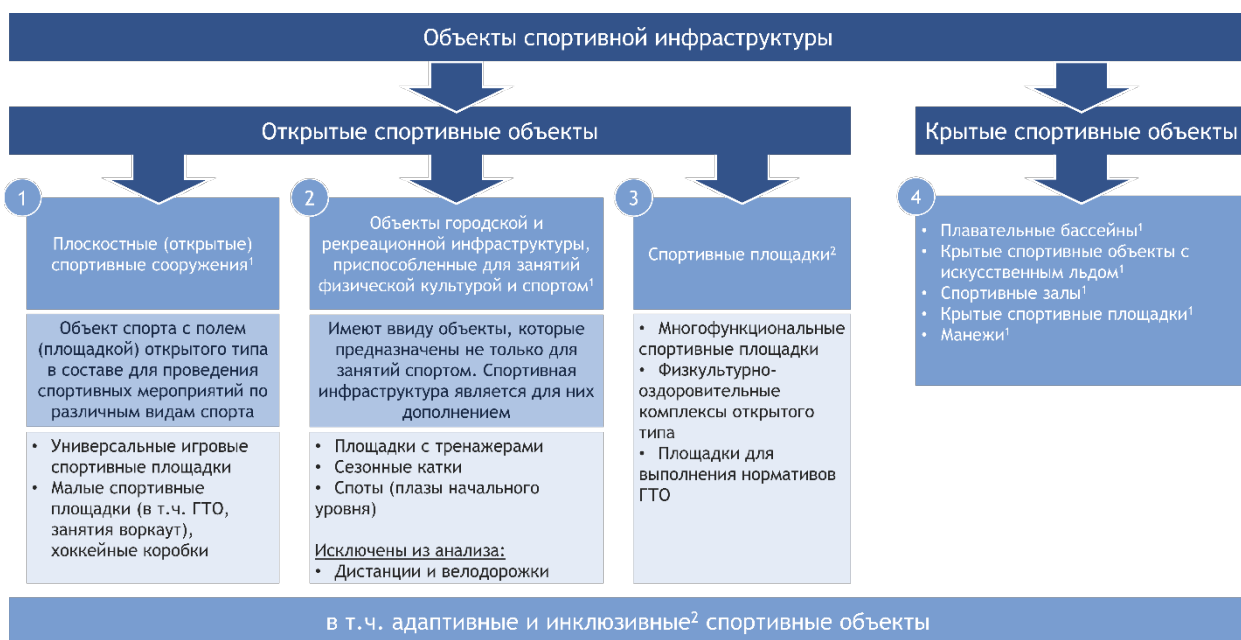 Объекты спортивной инфраструктуры
Открытые спортивные объекты
Крытые спортивные объекты
1
Плоскостные (открытые)
спортивные сооружения¹
Объект спорта с полем
(площадкой) открытого типа
в составе для проведения
спортивных мероприятий по
различным видам спорта
• Универсальные игровые
спортивные площадки
• Малые спортивные
площадки (в т.ч. ГТО,
занятия воркаут),
хоккейные коробки
2
Объекты городской и
рекреационной инфраструктуры,
приспособленные для занятий
физической культурой и спортом¹
Имеют ввиду объекты, которые
предназначены не только для
занятий спортом. Спортивная
инфраструктура является для них
дополнением
• Площадки с тренажерами
• Сезонные катки
• Споты (плазы начального
уровня)
Исключены из анализа:
• Дистанции и велодорожки
3
Спортивные площадки²
• Многофункциональные
спортивные площадки
• Физкультурно-
оздоровительные
комплексы открытого
типа
• Площадки для
выполнения нормативов
ГТО
4
• Плавательные бассейны¹
• Крытые спортивные объекты с
искусственным льдом¹
• Спортивные залы¹
• Крытые спортивные площадки¹
• Манежи¹
в т.ч. адаптивные и инклюзивные² спортивные объекты